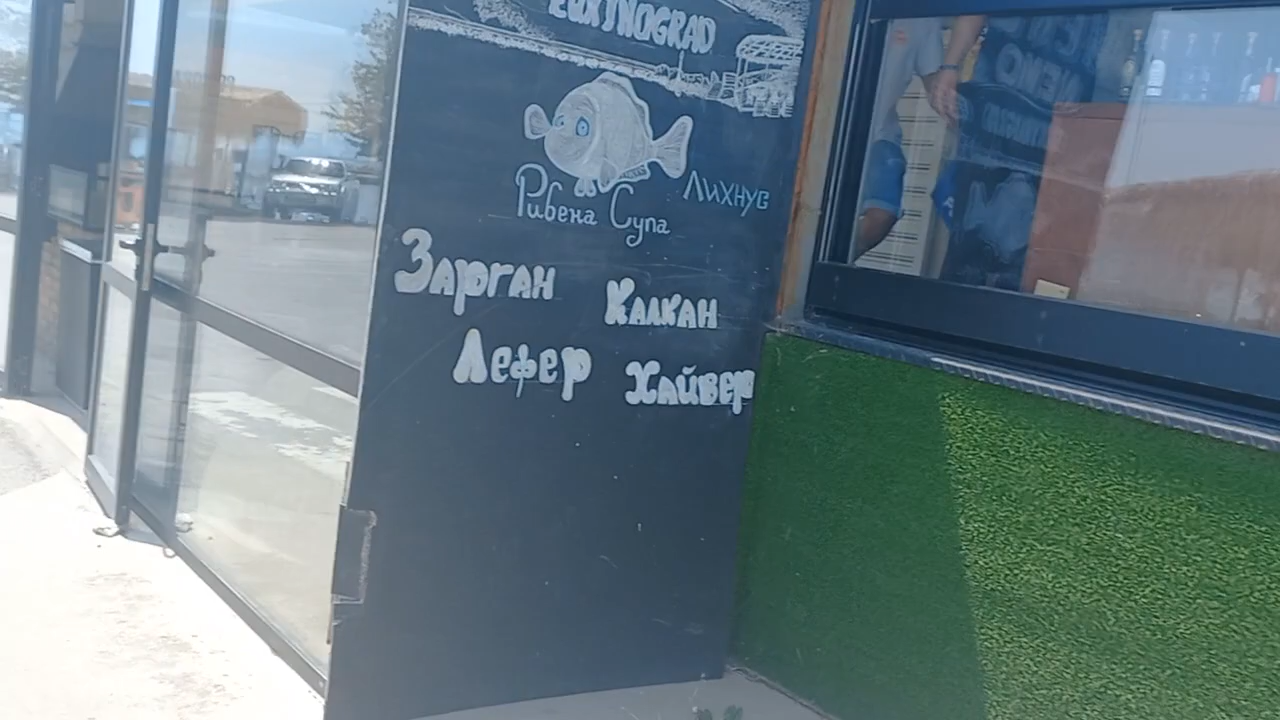 EUXINOGRAD
Рибена Супа
Лихнус
Зарган
Калкан
Лефер
Хайвер